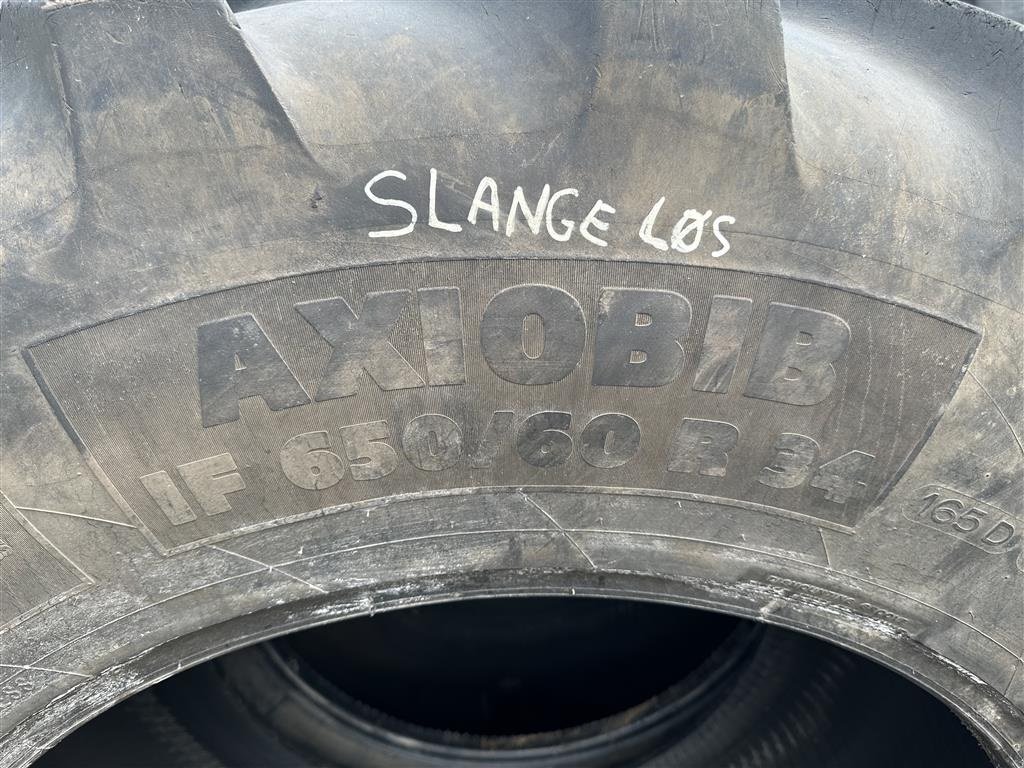 SLANGE LØS
AXIOBIB
IF 650/60 R 34
165 D